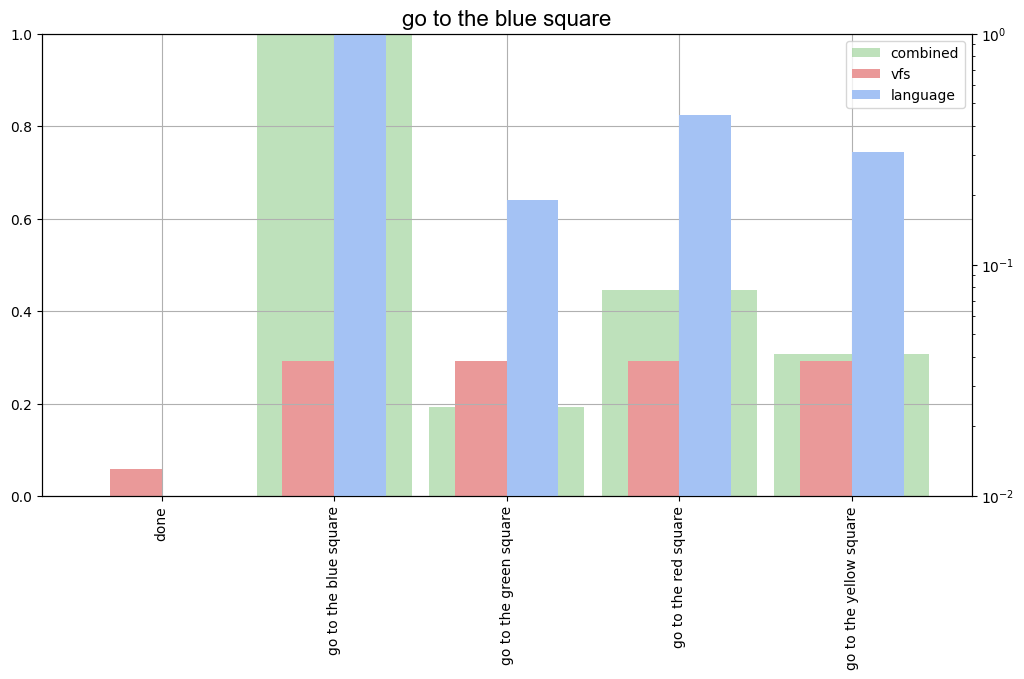 go to the blue square
1.0
0.8
0.6
0.4
0.2
0.0
10⁰
10⁻¹
10⁻²
combined
vfs
language
done
go to the blue square
go to the green square
go to the red square
go to the yellow square